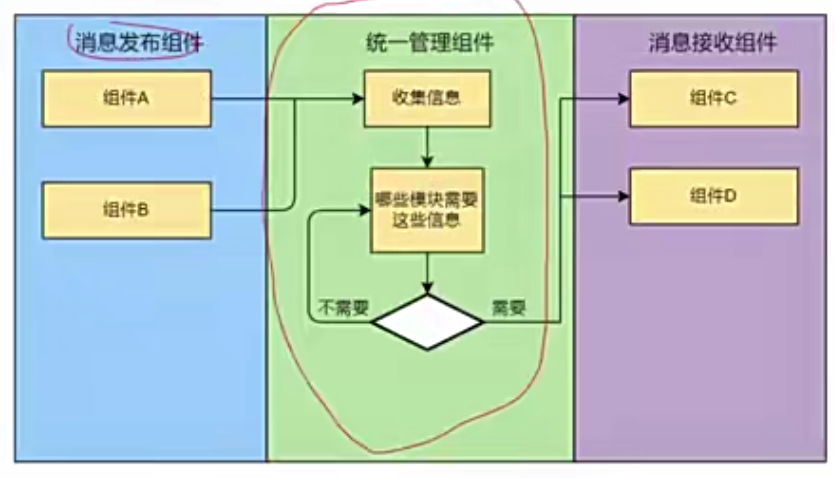 消息发布组件
统一管理组件
消息接收组件
组件A
收集信息
组件C
组件B
哪些模块需要
这些信息
组件D
不需要
需要